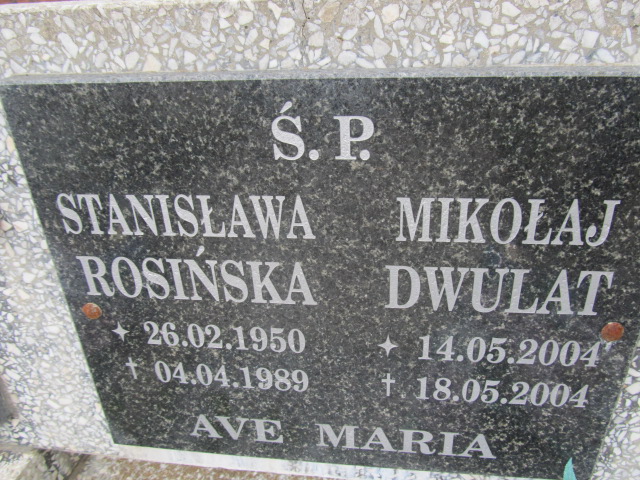 Ś. P.
STANISŁAWA
ROSIŃSKA
26.02.1950
† 04.04.1989
MIKOŁAJ
DWULAT
14.05.2004
† 18.05.2004
AVE MARIA